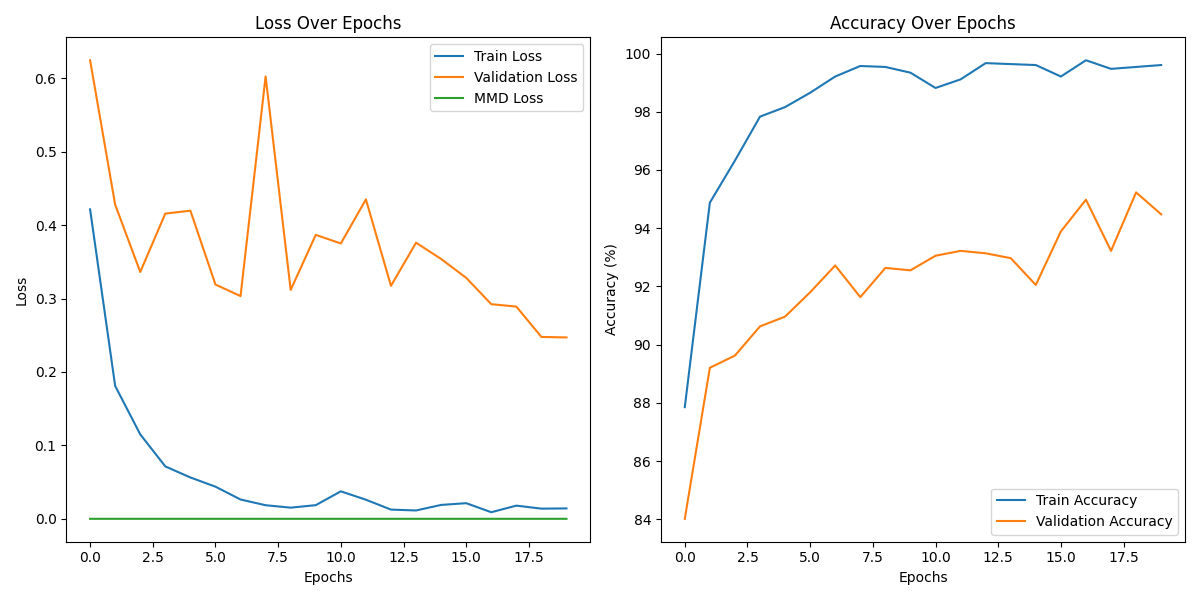 Loss Over Epochs
Train Loss
Validation Loss
MMD Loss
0.6
0.5
0.4
0.3
0.2
0.1
0.0
Loss
0.0 2.5 5.0 7.5 10.0 12.5 15.0 17.5
Epochs
Accuracy Over Epochs
100
98
96
94
92
90
88
86
84
Accuracy (%)
Train Accuracy
Validation Accuracy
0.0 2.5 5.0 7.5 10.0 12.5 15.0 17.5
Epochs